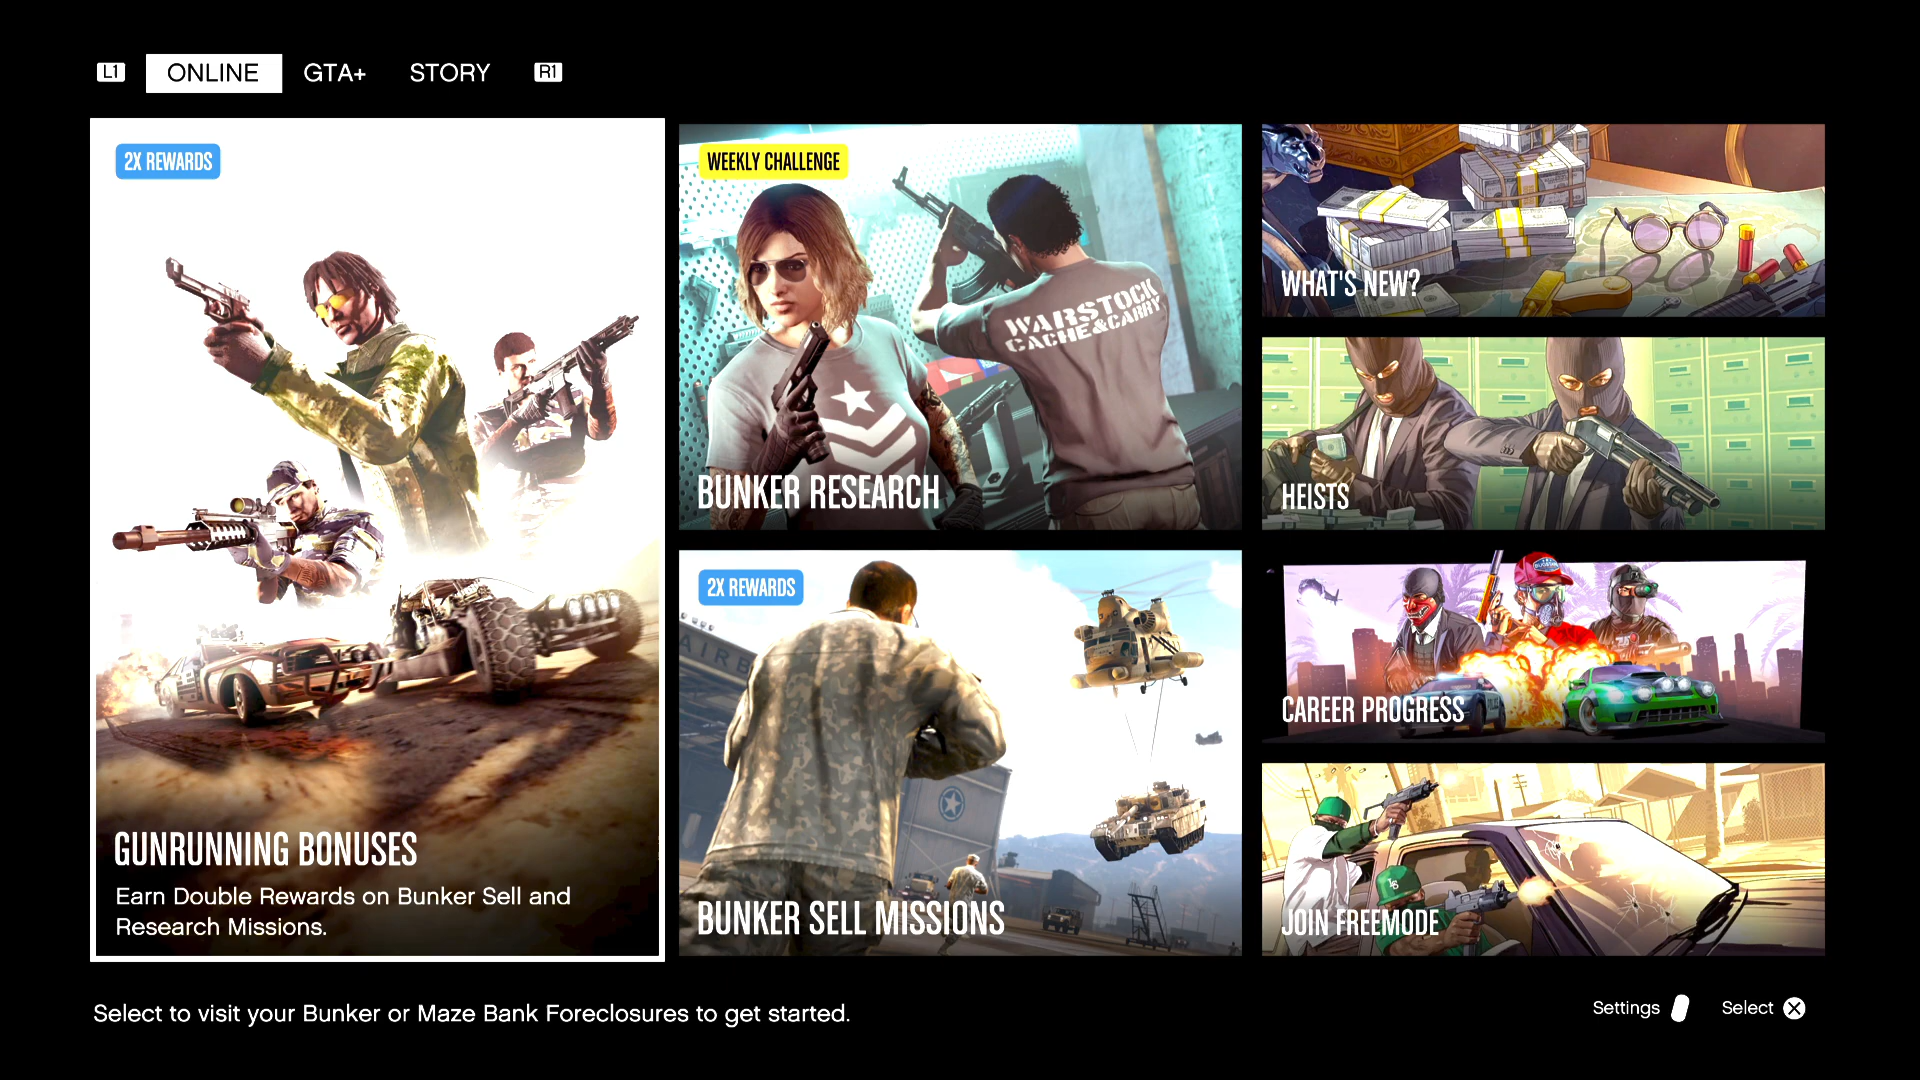 L1 ONLINE GTA+ STORY R1
2X REWARDS
GUNRUNNING BONUSES
Earn Double Rewards on Bunker Sell and
Research Missions.
WEEKLY CHALLENGE
WARSTOCK
CACHE & CARRY
BUNKER RESEARCH
2X REWARDS
AIRB
BUNKER SELL MISSIONS
WHAT'S NEW?
HEISTS
CAREER PROGRESS
LS
JOIN FREEMODE
Select to visit your Bunker or Maze Bank Foreclosures to get started.
Settings Select